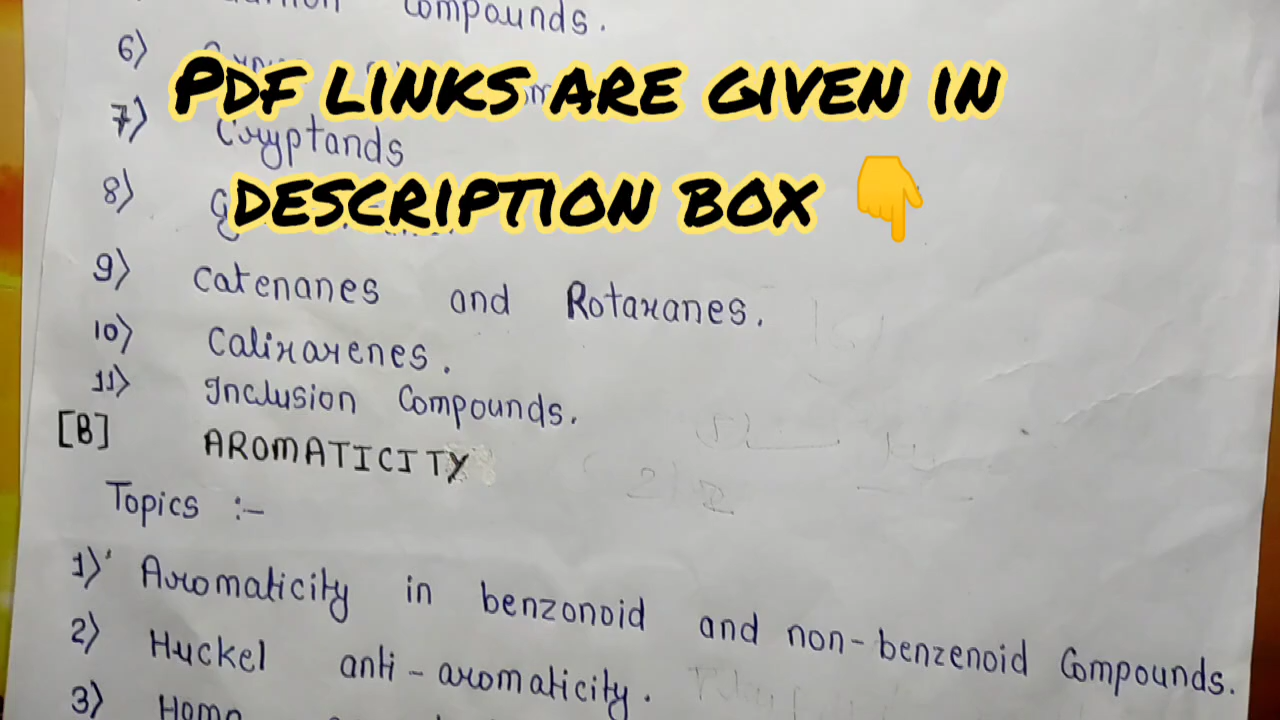 Compounds.
6)
Pdf links are given in
7) Cryptands
description box 👇
8)
9) Catenanes and Rotaxanes.
10) Calixarenes.
11) Inclusion Compounds.
[B] AROMATICITY
Topics :-
1) Aromaticity in benzonoid and non-benzenoid Compounds.
2) Huckel anti-aromaticity.
3) Homo